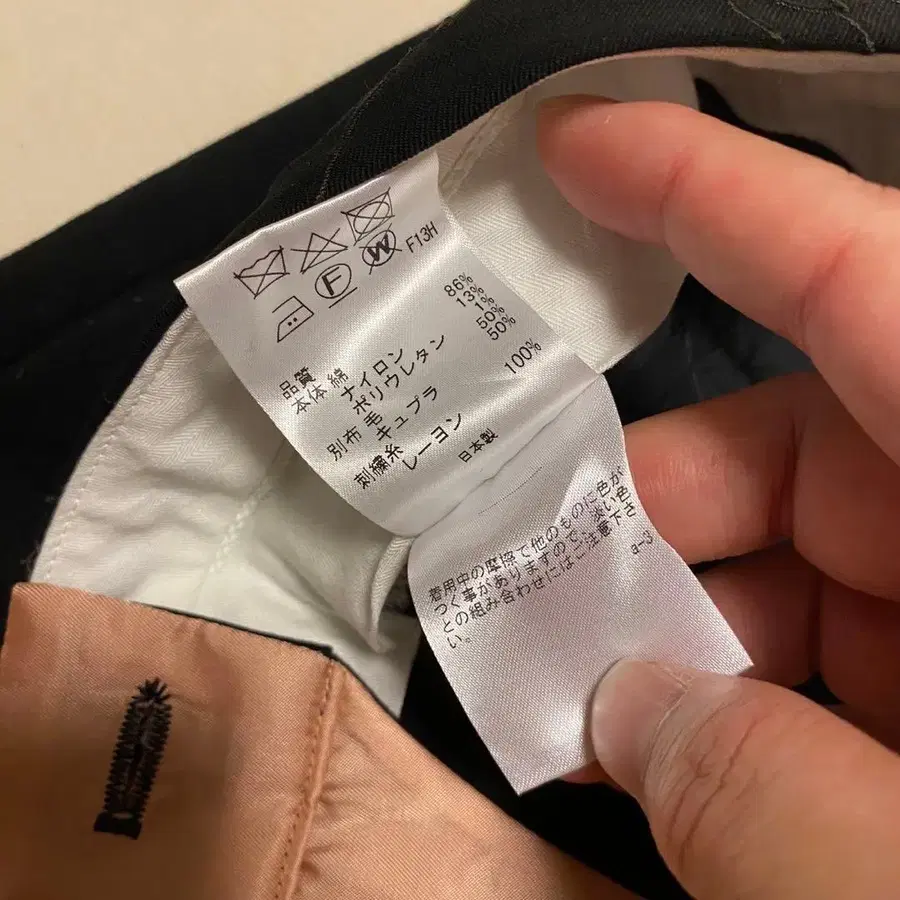 F W F13H
品質
本体 綿 86%
ナイロン 13%
ポリウレタン 1%
別布 毛 50%
キュプラ 50%
刺繍糸
レーヨン 100%
日本製
着用中の摩擦で他のものに色が
つく事がありますので、淡い色さ
との組み合わせにはご注意下
い。
a-3